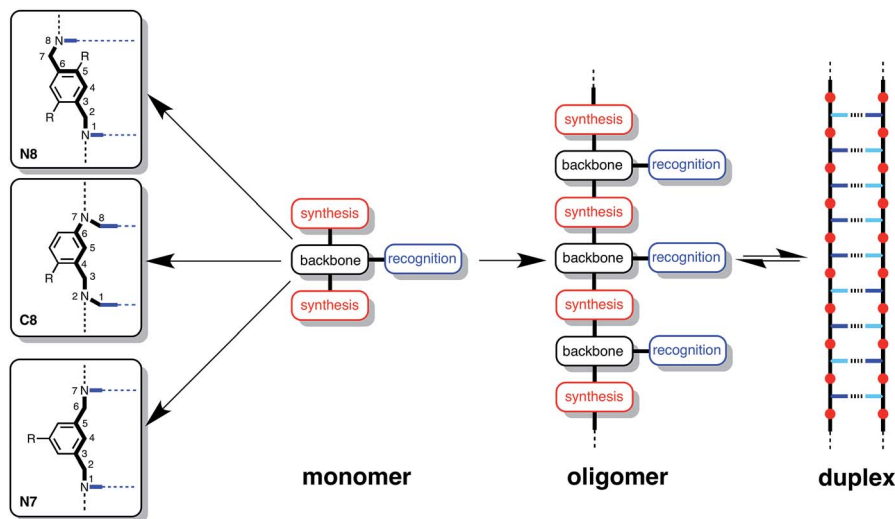 8 N
7
R
6 5
4
3
R 2
N 1
N8
7 N 8
6
5
4
R 3
2 N 1
C8
7 N
6
5
R 4
3
2
N 1
N7
synthesis
backbone recognition
synthesis
monomer
synthesis
backbone recognition
synthesis
backbone recognition
synthesis
backbone recognition
synthesis
oligomer
duplex